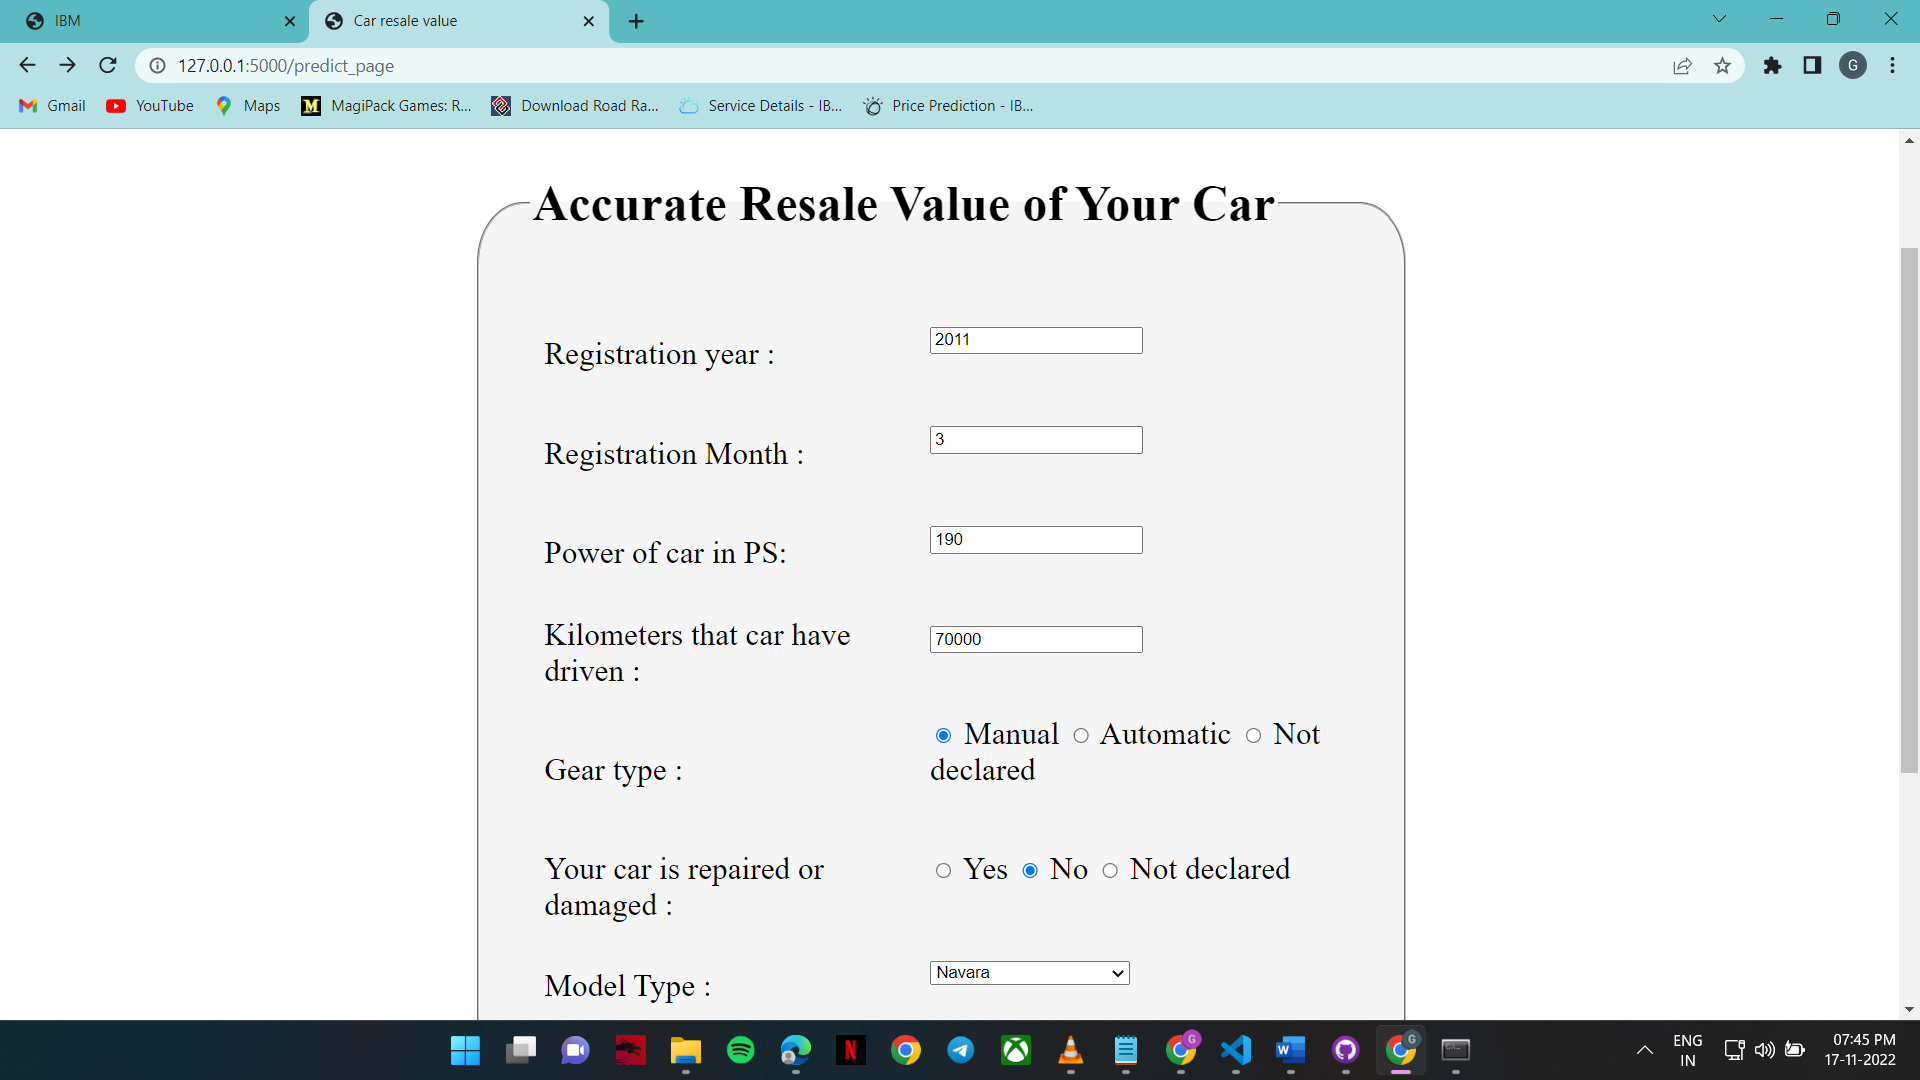 IBM
Car resale value
127.0.0.1:5000/predict_page
G
Gmail
YouTube
Maps
MagiPack Games: R...
Download Road Ra...
Service Details - IB...
Price Prediction - IB...
Accurate Resale Value of Your Car
Registration year :
2011
Registration Month :
3
Power of car in PS:
190
Kilometers that car have
driven :
70000
Manual Automatic Not
declared
Gear type :
Your car is repaired or
damaged :
Yes No Not declared
Model Type :
Navara
ENG
IN
07:45 PM
17-11-2022